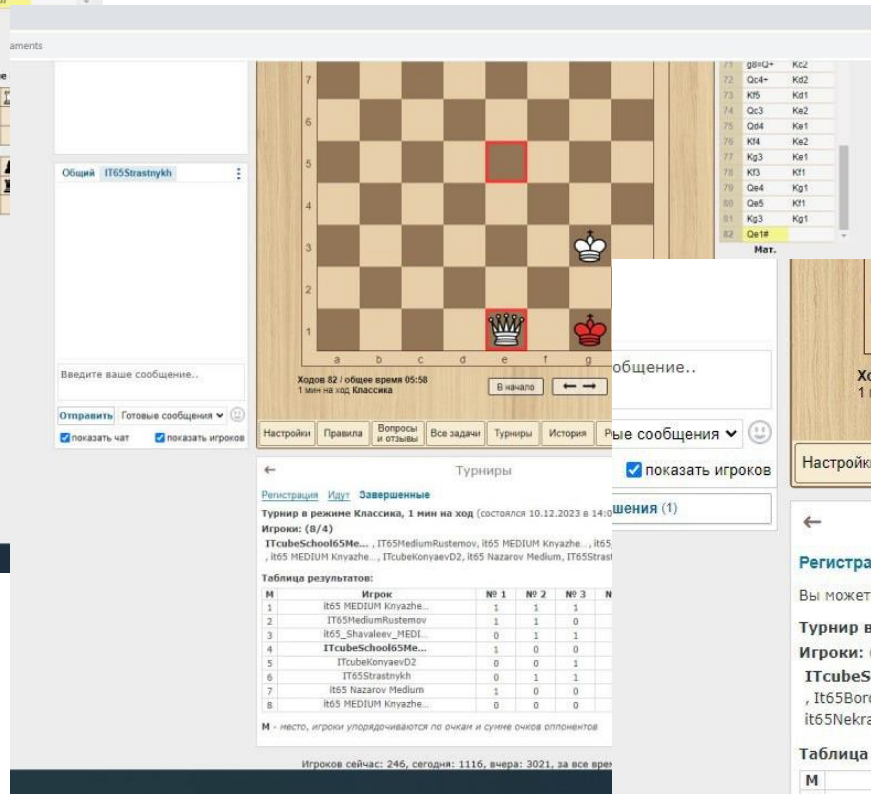 aments
71 g8=Q+ Kc2
72 Qc4+ Kd2
73 Kf5 Kd1
74 Qc3 Ke2
75 Qd4 Ke1
76 Kf4 Ke2
77 Kg3 Ke1
78 Kf3 Kf1
79 Qe4 Kg1
80 Qe5 Kf1
81 Kg3 Kg1
82 Qe1#
Мат.
7
6
5
4
3
2
1
a b c d e f g
Общий IT65Strastnykh
Введите ваше сообщение..
Отправить Готовые сообщения
показать чат показать игроков
Ходов 82 / общее время 05:58
1 мин на ход Классика
В начало
Настройки Правила Вопросы и отзывы Все задачи Турниры История
Турниры
Регистрация Идут Завершенные
Турнир в режиме Классика, 1 мин на ход (состоялся 10.12.2023 в 14:0
Игроки: (8/4)
ITcubeSchool65Me... , IT65MediumRustemov, it65 MEDIUM Knyazhe.. , it65
, it65 MEDIUM Knyazhe.. , ITcubeKonyaevD2, it65 Nazarov Medium, IT65Stras
Таблица результатов:
М Игрок № 1 № 2 № 3 N
1 it65 MEDIUM Knyazhe.. 1 1 1
2 IT65MediumRustemov 1 1 0
3 it65_Shavaleev_MEDI.. 0 1 1
4 ITcubeSchool65Me... 1 0 0
5 ITcubeKonyaevD2 0 0 1
6 IT65Strastnykh 0 1 1
7 it65 Nazarov Medium 1 0 0
8 it65 MEDIUM Knyazhe.. 0 0 0
М - место, игроки упорядочиваются по очкам и сумме очков оппонентов
Игроков сейчас: 246, сегодня: 1116, вчера: 3021, за все врем
общение..
ые сообщения
показать игроков
шения (1)
Хо
1
Настройк
Регистра
Вы может
Турнир в
Игроки: (
ITcubeS
, It65Bor
it65Nekra
Таблица
М